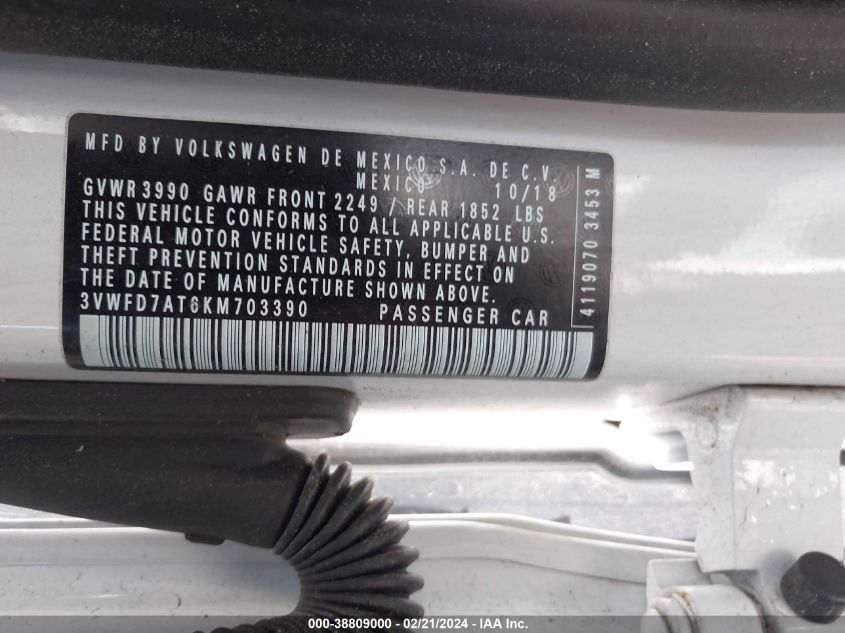 MFD BY VOLKSWAGEN DE MEXICO S.A. DE C.V.
MEXICO 10/18
GVWR 3990 GAWR FRONT 2249 / REAR 1852 LBS
THIS VEHICLE CONFORMS TO ALL APPLICABLE U.S.
FEDERAL MOTOR VEHICLE SAFETY, BUMPER AND
THEFT PREVENTION STANDARDS IN EFFECT ON
THE DATE OF MANUFACTURE SHOWN ABOVE.
3VWFD7AT6KM703390 PASSENGER CAR
4119070 3453 M
000-38809000 - 02/21/2024 - IAA Inc.